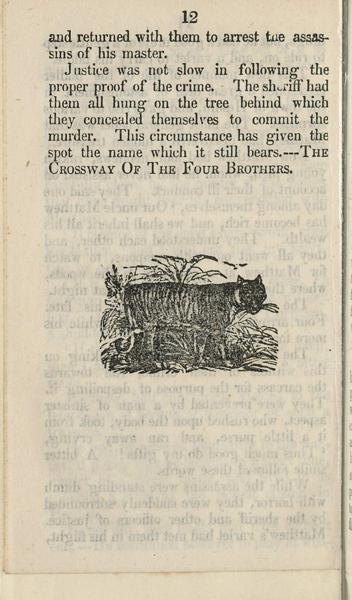 12
and returned with them to arrest the assas-
sins of his master.
Justice was not slow in following the
proper proof of the crime. The sheriff had
them all hung on the tree behind which
they concealed themselves to commit the
murder. This circumstance has given the
spot the name which it still bears.---THE
CROSSWAY OF THE FOUR BROTHERS.